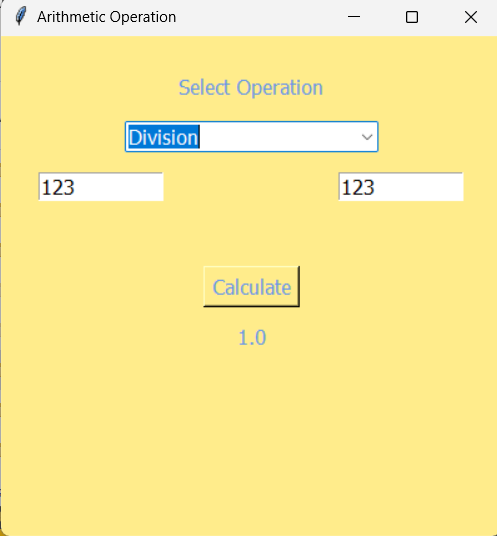 Arithmetic Operation
Select Operation
Division
123 123
Calculate
1.0